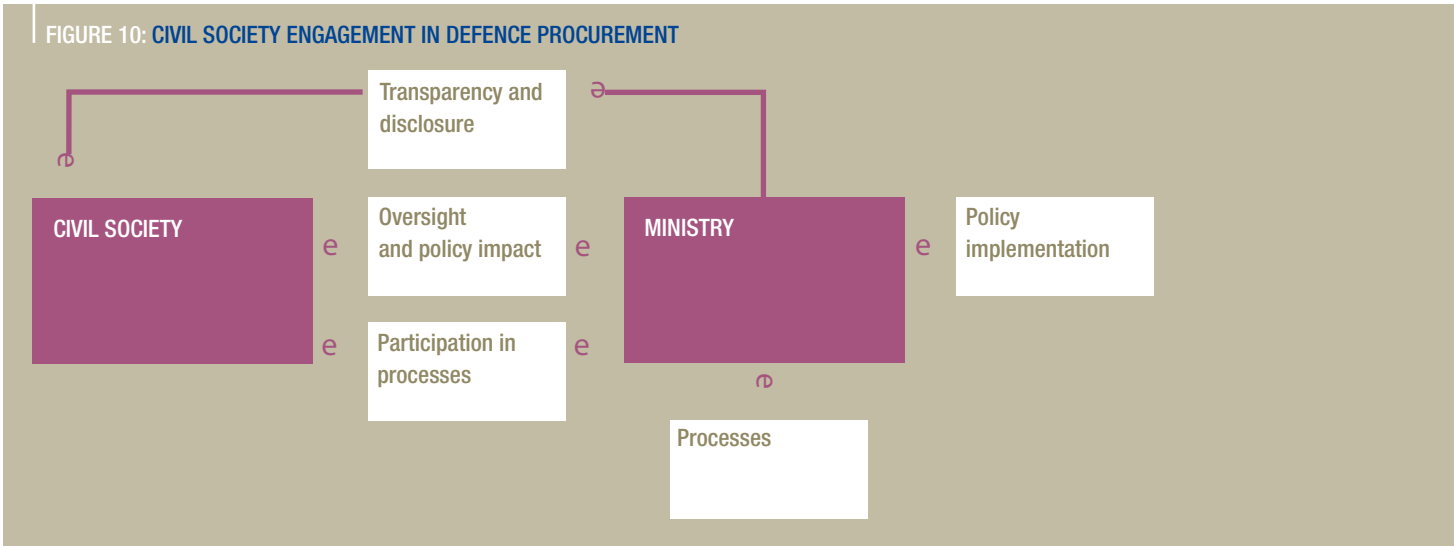 FIGURE 10: CIVIL SOCIETY ENGAGEMENT IN DEFENCE PROCUREMENT
Transparency and
disclosure
e
e
CIVIL SOCIETY
e
Oversight
and policy impact
e
MINISTRY
e
Policy
implementation
e
Participation in
processes
e
e
Processes